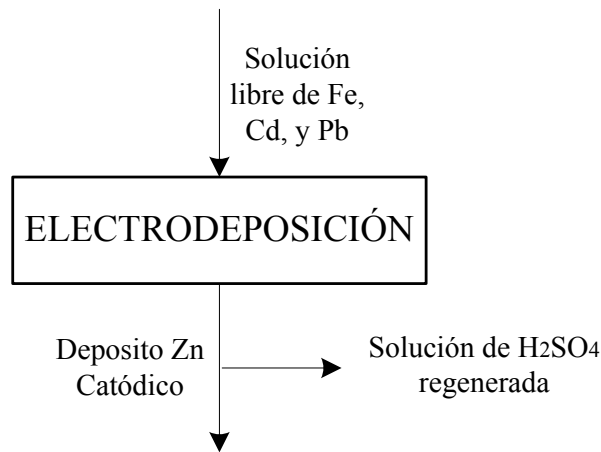 Solución
libre de Fe,
Cd, y Pb
ELECTRODEPOSICIÓN
Deposito Zn
Catódico
Solución de H2SO4
regenerada